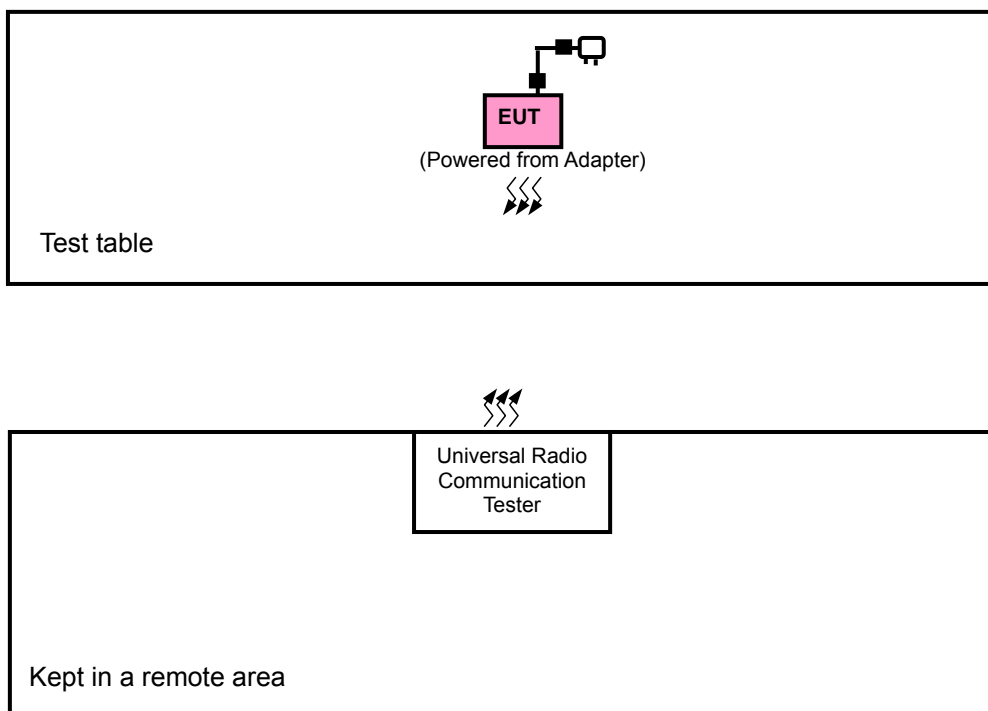 EUT
(Powered from Adapter)
Test table
Universal Radio
Communication
Tester
Kept in a remote area